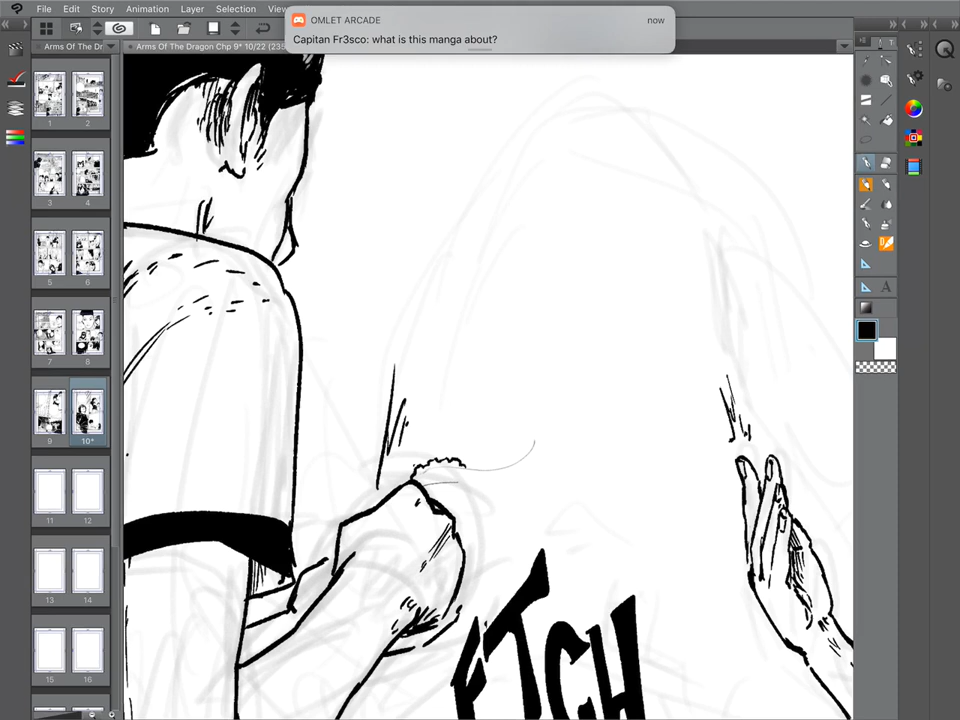 File Edit Story Animation Layer Selection View
OMLET ARCADE now
Capitan Fr3sco: what is this manga about?
Arms Of The Dr
Arms Of The Dragon Chp 9* 10/22 (235
1 2
3 4
5 6
7 8
9 10*
11 12
13 14
15 16
T
A
FTCH